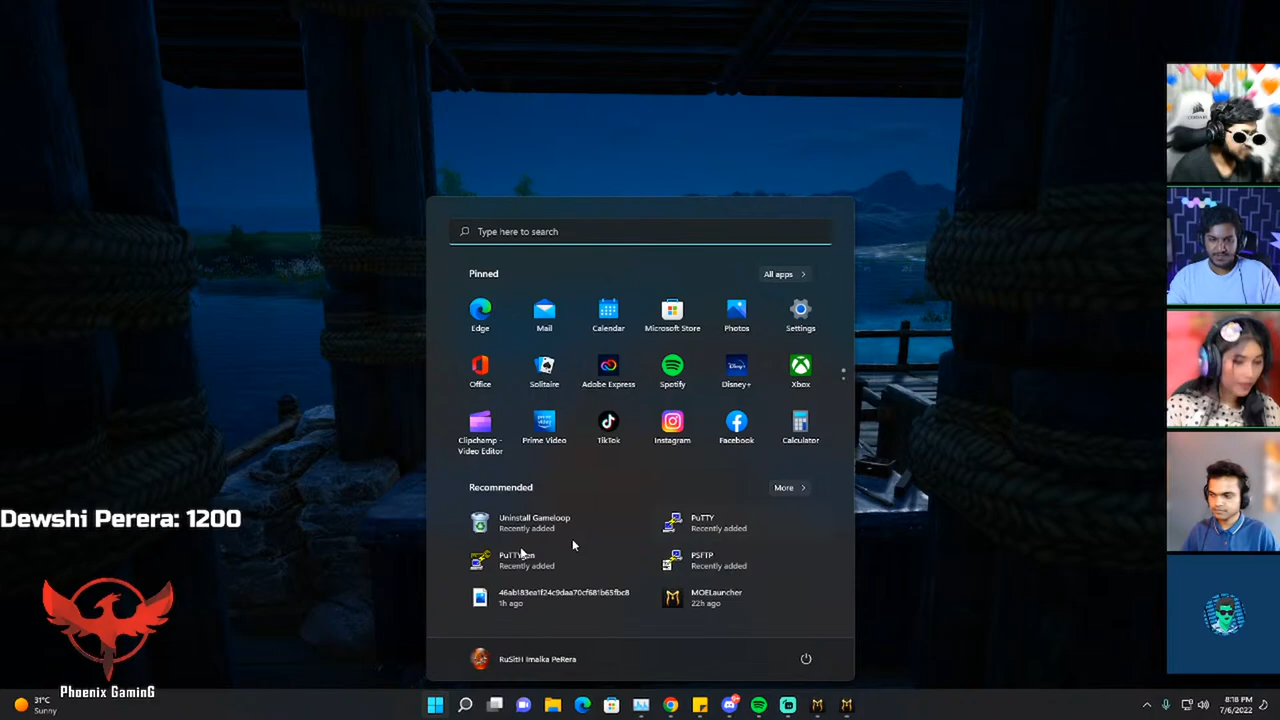 Type here to search
Pinned
All apps
Edge
Mail
Calendar
Microsoft Store
Photos
Settings
Office
Solitaire
Adobe Express
Spotify
Disney+
Xbox
Clipchamp -
Video Editor
Prime Video
TikTok
Instagram
Facebook
Calculator
Recommended
More
Uninstall Gameloop
Recently added
PuTTY
Recently added
PuTTYgen
Recently added
PSFTP
Recently added
1h ago
MOELauncher
22h ago
RuSitH Imalka PeRera
Dewshi Perera: 1200
Phoenix GaminG
31°C
Sunny
8:18 PM
7/6/2022